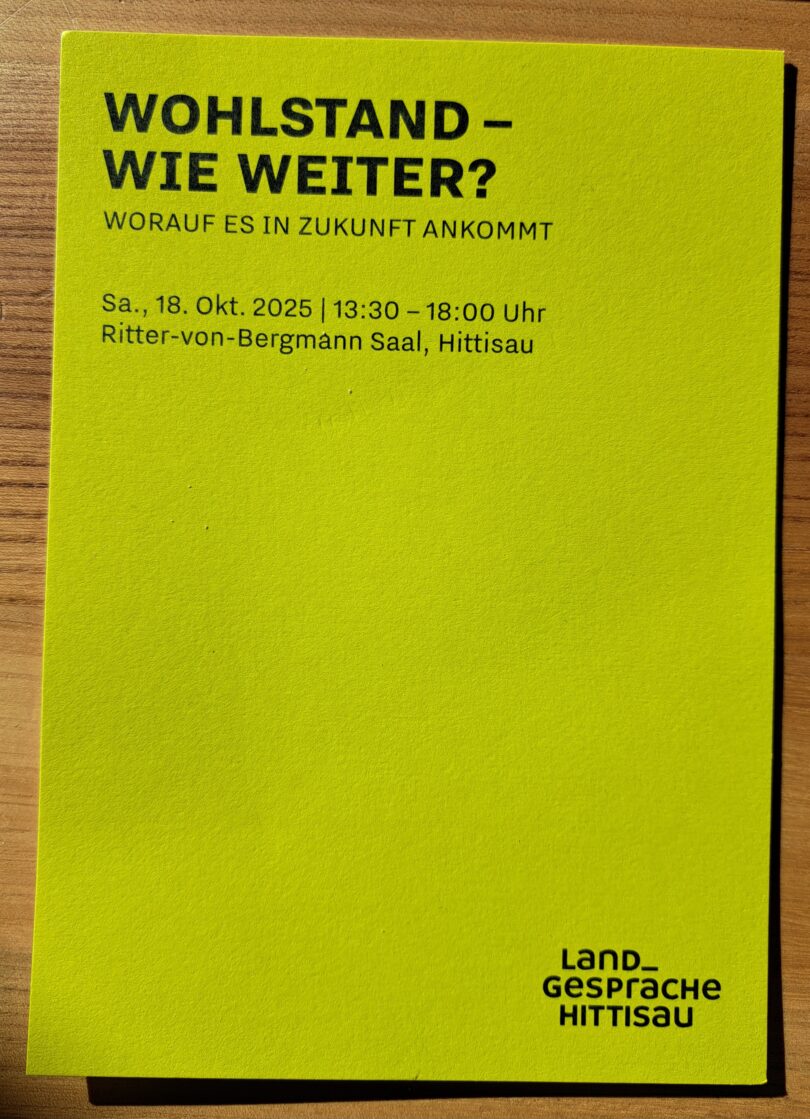 WOHLSTAND –
WIE WEITER?
WORAUF ES IN ZUKUNFT ANKOMMT
Sa., 18. Okt. 2025 | 13:30 – 18:00 Uhr
Ritter-von-Bergmann Saal, Hittisau
Land_
GesPräCHe
HITTISau